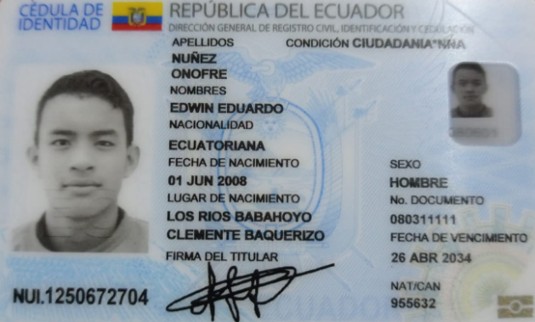 CÉDULA DE
IDENTIDAD
REPÚBLICA DEL ECUADOR
DIRECCIÓN GENERAL DE REGISTRO CIVIL, IDENTIFICACIÓN Y CEDULACIÓN
APELLIDOS
CONDICIÓN CIUDADANIA*NNA
NUÑEZ
ONOFRE
NOMBRES
EDWIN EDUARDO
NACIONALIDAD
ECUATORIANA
FECHA DE NACIMIENTO
01 JUN 2008
LUGAR DE NACIMIENTO
LOS RIOS BABAHOYO
CLEMENTE BAQUERIZO
FIRMA DEL TITULAR
SEXO
HOMBRE
No. DOCUMENTO
080311111
FECHA DE VENCIMIENTO
26 ABR 2034
NAT/CAN
955632
NUI.1250672704
ECUADOR